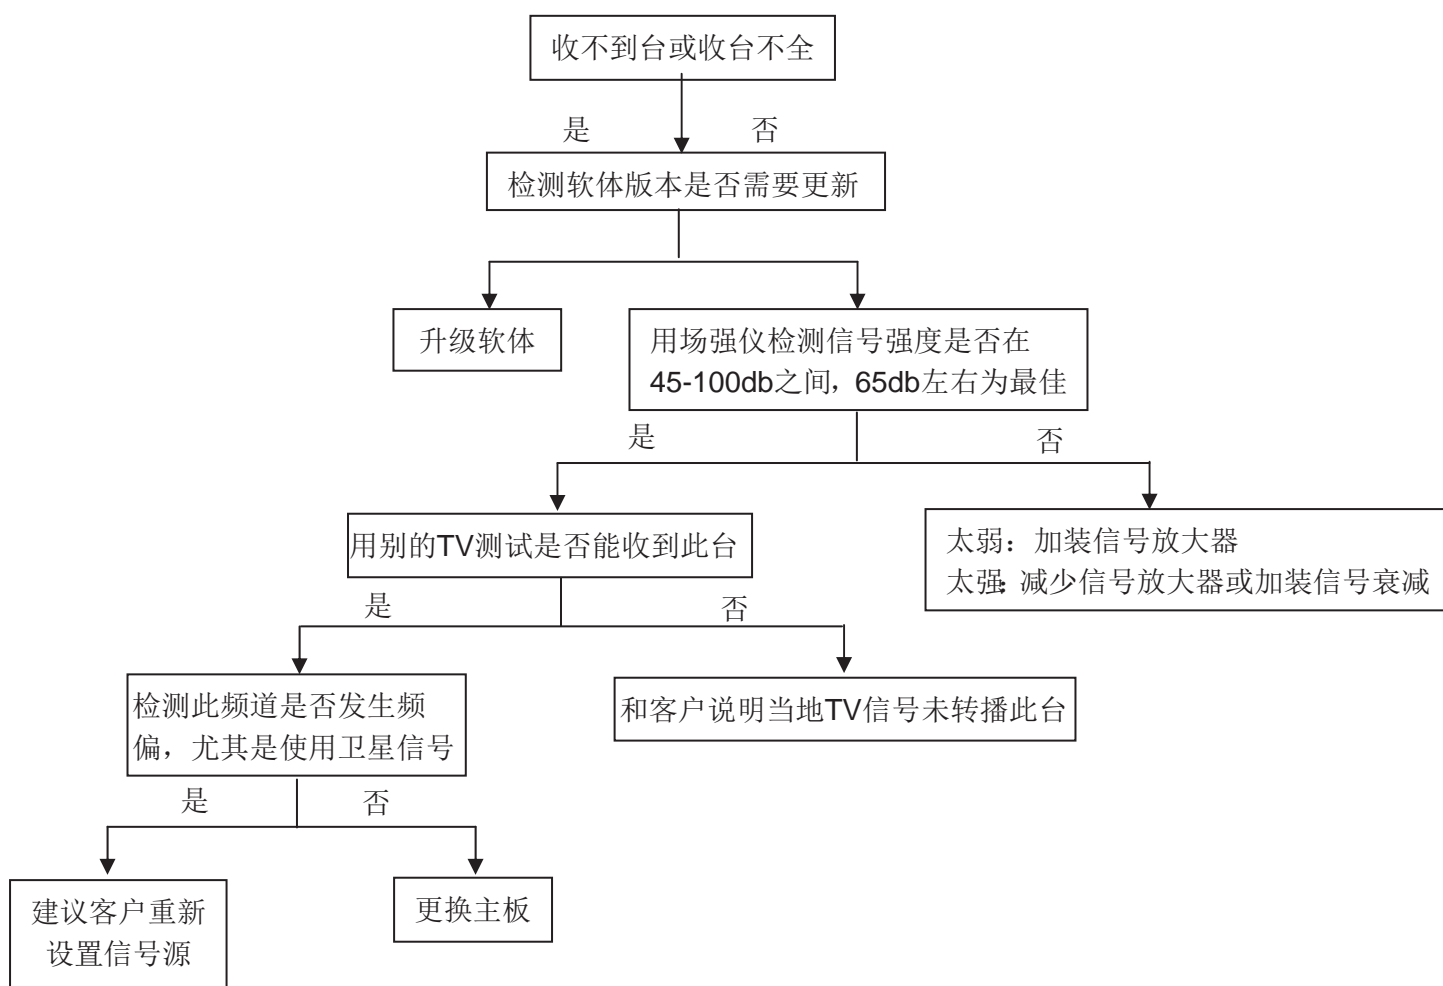 收不到台或收台不全
是 否
检测软体版本是否需要更新
升级软体
用场强仪检测信号强度是否在
45-100db之间，65db左右为最佳
是 否
用别的TV测试是否能收到此台
太弱：加装信号放大器
太强：减少信号放大器或加装信号衰减
是 否
检测此频道是否发生频
偏，尤其是使用卫星信号
和客户说明当地TV信号未转播此台
是 否
建议客户重新
设置信号源
更换主板